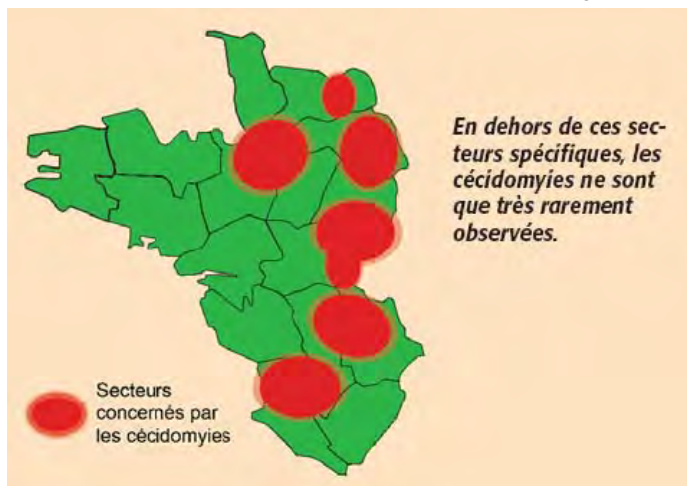 En dehors de ces sec-
teurs spécifiques, les
cécidomyies ne sont
que très rarement
observées.
Secteurs
concernés par
les cécidomyies